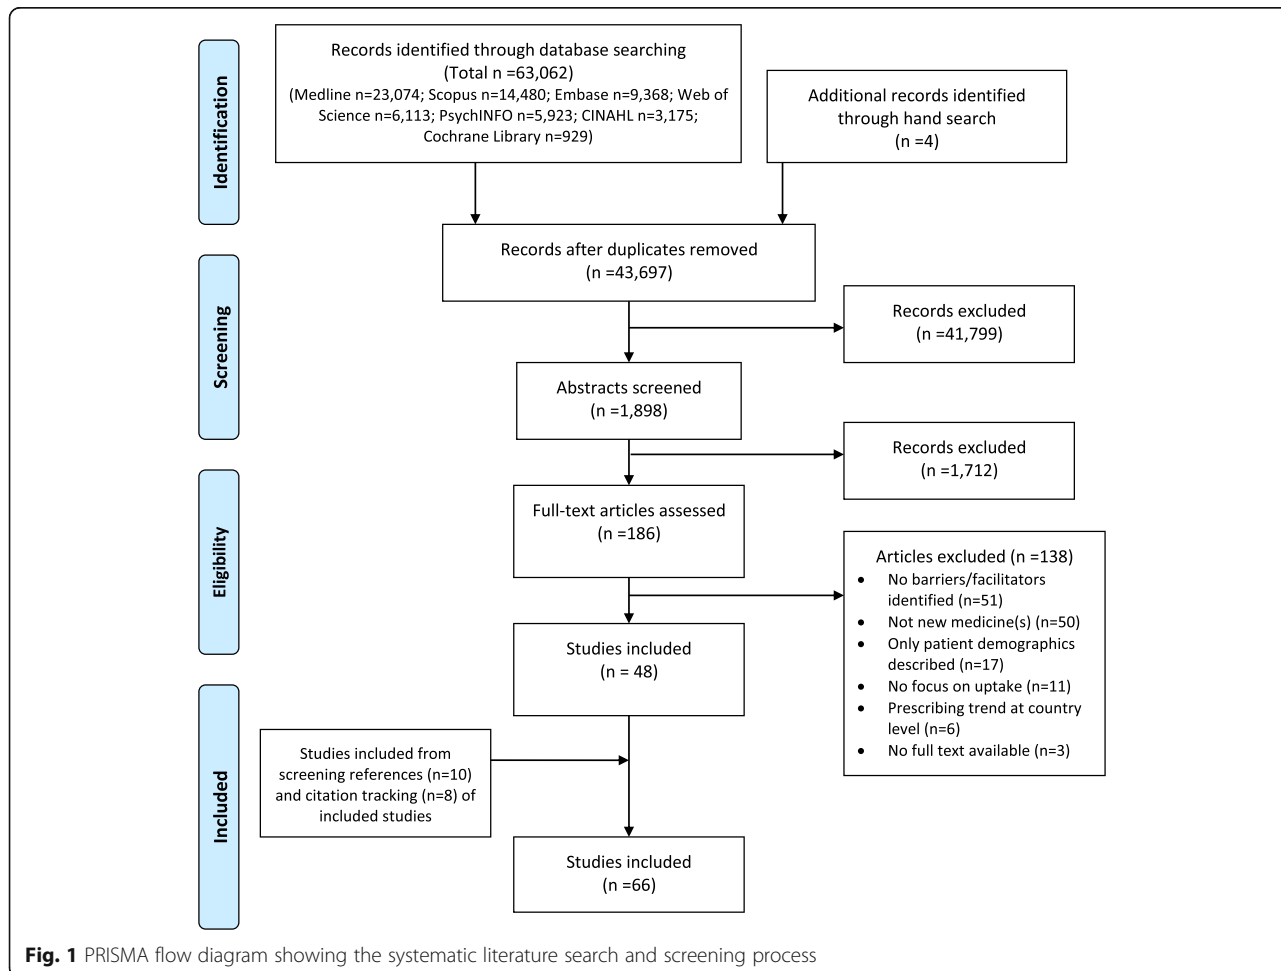 Identification
Records identified through database searching
(Total n =63,062)
(Medline n=23,074; Scopus n=14,480; Embase n=9,368; Web of
Science n=6,113; PsychINFO n=5,923; CINAHL n=3,175;
Cochrane Library n=929)
Additional records identified
through hand search
(n =4)
Records after duplicates removed
(n =43,697)
Screening
Records excluded
(n =41,799)
Abstracts screened
(n =1,898)
Records excluded
(n =1,712)
Eligibility
Full-text articles assessed
(n =186)
Articles excluded (n =138)
• No barriers/facilitators
identified (n=51)
• Not new medicine(s) (n=50)
• Only patient demographics
described (n=17)
• No focus on uptake (n=11)
• Prescribing trend at country
level (n=6)
• No full text available (n=3)
Studies included
(n = 48)
Included
Studies included from
screening references (n=10)
and citation tracking (n=8) of
included studies
Studies included
(n =66)
Fig. 1 PRISMA flow diagram showing the systematic literature search and screening process